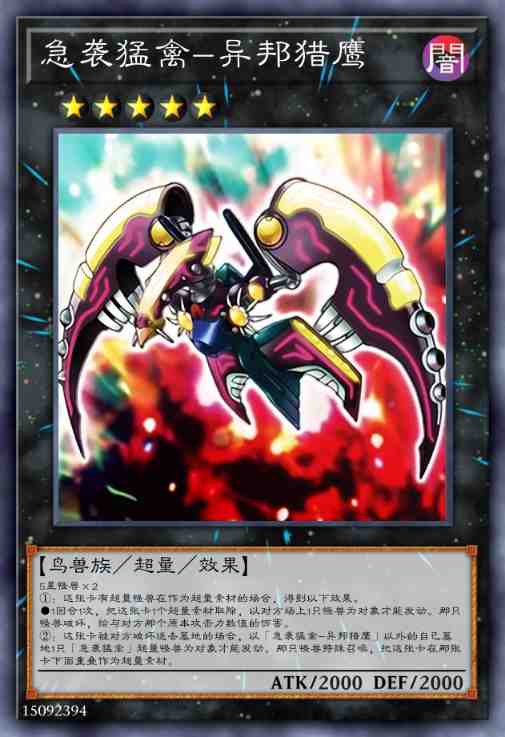 急袭猛禽-异邦猎鹰
闇
【鸟兽族／超量／效果】
5星怪兽×2
①：这张卡有超量怪兽在作为超量素材的场合，得到以下效果。
●1回合1次，把这张卡1个超量素材取除，以对方场上1只怪兽为对象才能发动。那只
怪兽破坏，给与对方那个原本攻击力数值的伤害。
②：这张卡被对方破坏送去墓地的场合，以「急袭猛禽-异邦猎鹰」以外的自己墓
地1只「急袭猛禽」超量怪兽为对象才能发动。那只怪兽特殊召唤，把这张卡在那张
卡下面重叠作为超量素材。
ATK/2000 DEF/2000
15092394